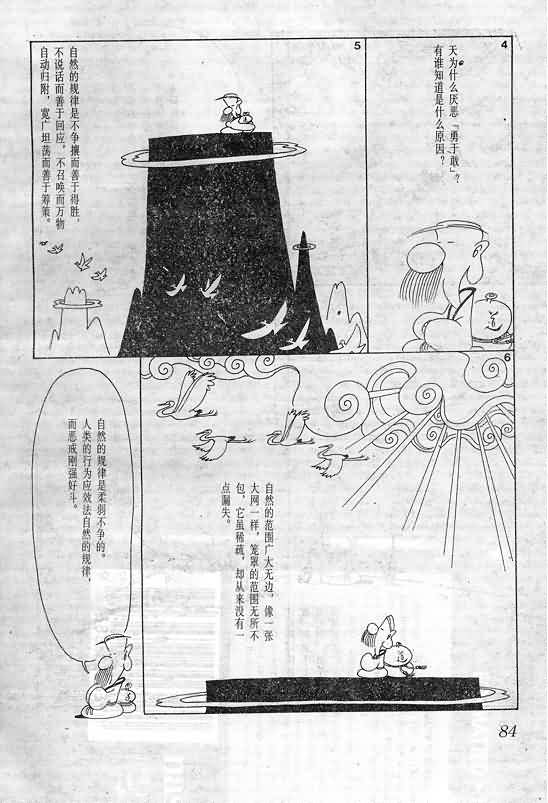 4
天为什么厌恶“勇于敢”?
有谁知道是什么原因?
5
自然的规律是不争攘而善于得胜,
不说话而善于回应,不召唤而万物
自动归附,宽广坦荡而善于筹策。
6
自然的范围广大无边,像一张
大网一样,笼罩的范围无所不
包,它虽稀疏,却从来没有一
点漏失。
道
自然的规律是柔弱不争的。
人类的行为应效法自然的规律,
而恶戒刚强好斗。
84